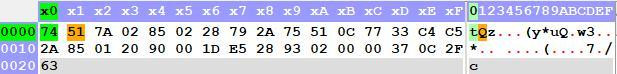 x0 x1 x2 x3 x4 x5 x6 x7 x8 x9 xA xB xC xD xE xF 0123456789ABCDEF
0000 74 51 7A 02 85 02 28 79 2A 75 51 0C 77 33 C4 C5 tQz...(y*uQ.w3..
0010 2A 85 01 20 90 00 1D E5 28 93 02 00 00 37 0C 2F *.. ....(....7./
0020 63 c